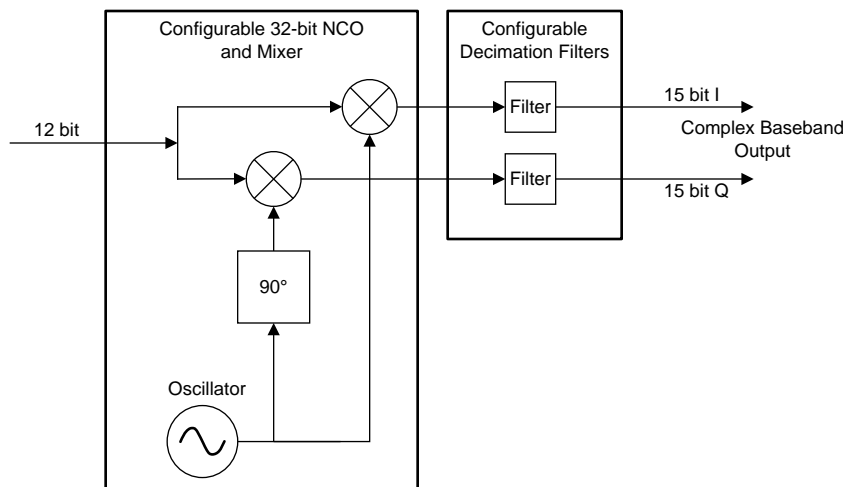 Configurable 32-bit NCO
and Mixer
Configurable
Decimation Filters
12 bit
Filter
15 bit I
Complex Baseband
Output
Filter
15 bit Q
90°
Oscillator